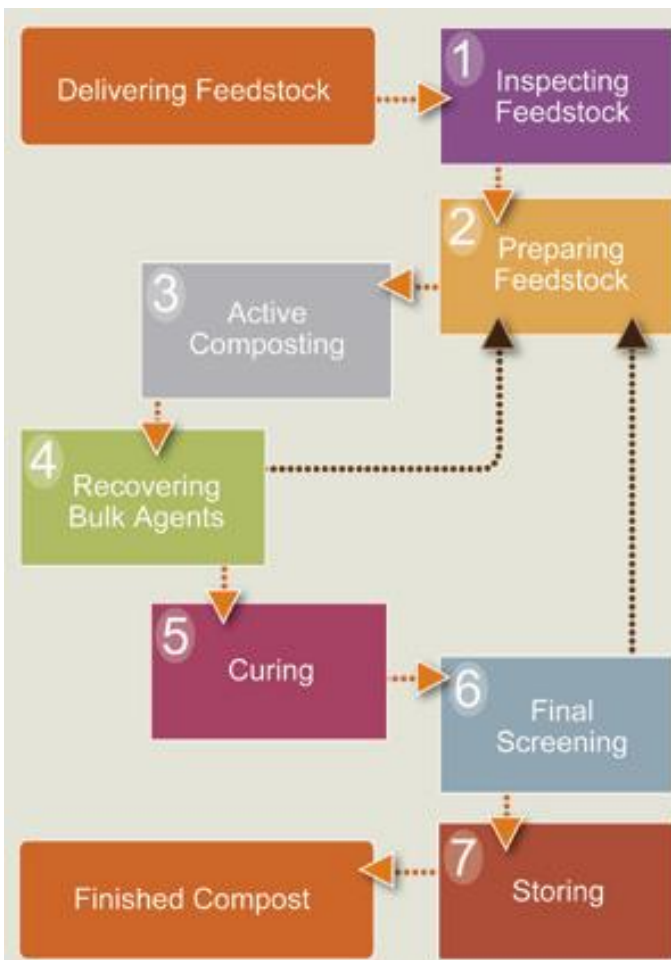 Delivering Feedstock
1
Inspecting
Feedstock
2
Preparing
Feedstock
3
Active
Composting
4
Recovering
Bulk Agents
5
Curing
6
Final
Screening
7
Storing
Finished Compost